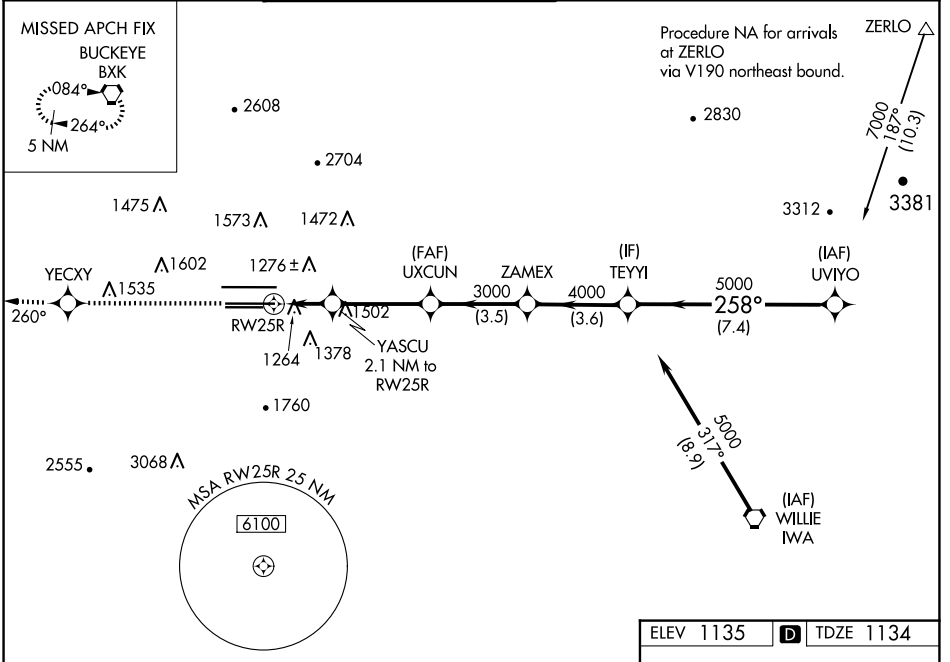 MISSED APCH FIX
BUCKEYE
BXK
084°
264°
5 NM
2608
2704
2830
Procedure NA for arrivals
at ZERLO
via V190 northeast bound.
ZERLO
7000
187°
(10.3)
3381
3312
1475
1573
1472
1602
1276±
1535
YECXY
260°
RW25R
1264
1378
1502
YASCU
2.1 NM to
RW25R
(FAF)
UXCUN
3000
(3.5)
ZAMEX
4000
(3.6)
(IF)
TEYYI
5000
258°
(7.4)
(IAF)
UVIYO
1760
2555
3068
5000
317°
(8.9)
(IAF)
WILLIE
IWA
MSA RW25R 25 NM
6100
ELEV 1135 D TDZE 1134